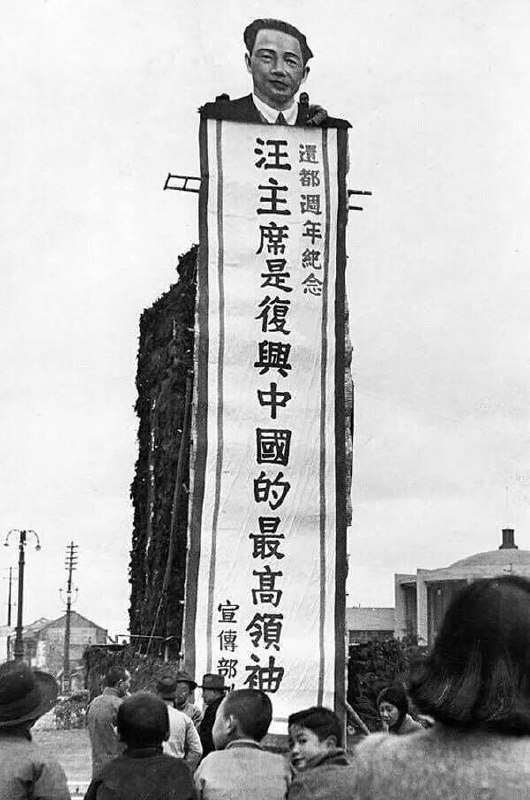 還都週年紀念
汪主席是復興中國的最高領袖
宣傳部